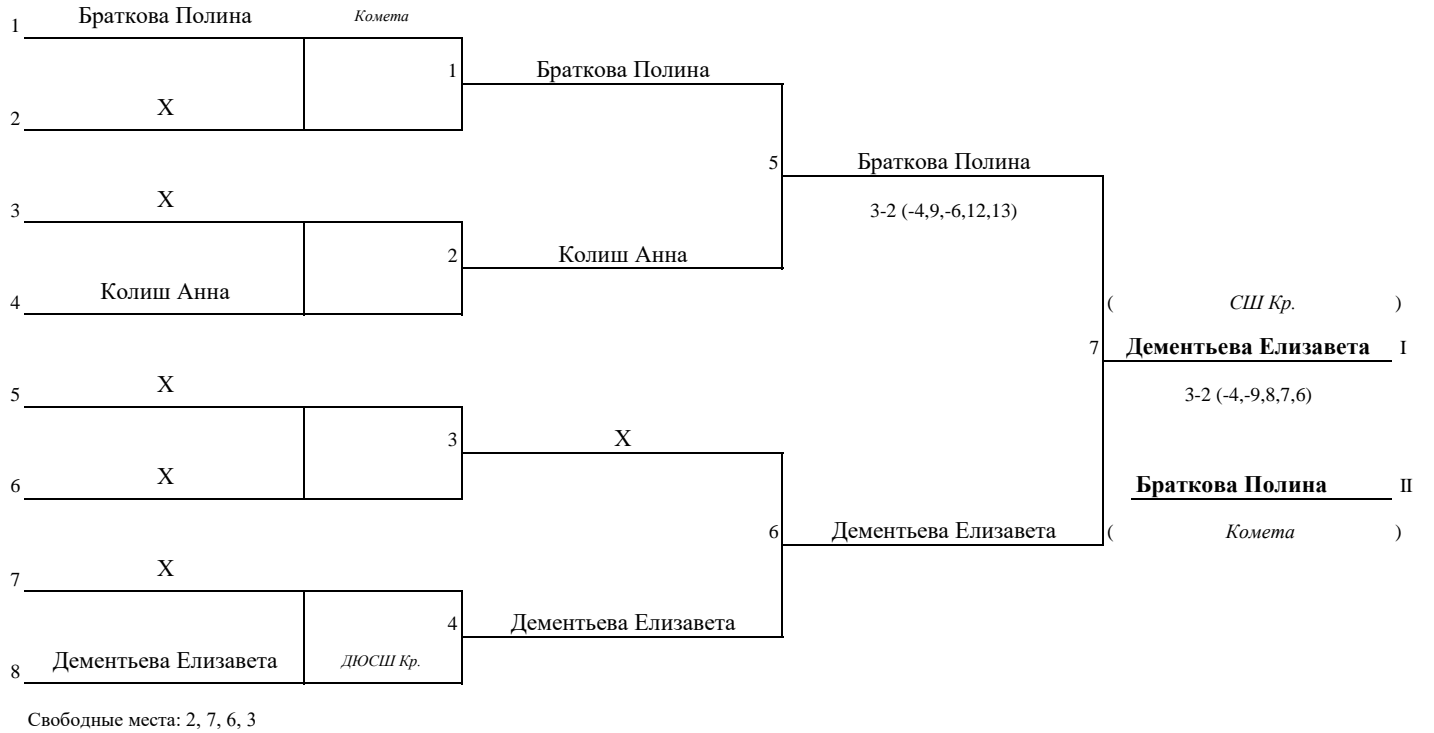 1 Браткова Полина Комета
1 Браткова Полина
2 X
5 Браткова Полина
3 X
3-2 (-4,9,-6,12,13)
2 Колиш Анна
4 Колиш Анна
( СШ Кр. )
7 Дементьева Елизавета I
5 X
3-2 (-4,-9,8,7,6)
3 X
6 X
Браткова Полина II
6 Дементьева Елизавета
( Комета )
7 X
4 Дементьева Елизавета
8 Дементьева Елизавета ДЮСШ Кр.
Свободные места: 2, 7, 6, 3